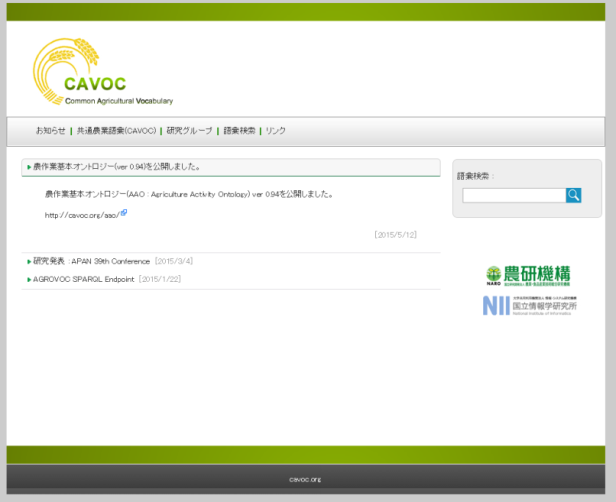 CAVOC
Common Agricultural Vocabulary
お知らせ | 共通農業語彙(CAVOC) | 研究グループ | 語彙検索 | リンク
農作業基本オントロジー(ver 0.94)を公開しました。
農作業基本オントロジー(AAO : Agriculture Activity Ontology) ver 0.94を公開しました。
http://cavoc.org/aao/
[2015/5/12]
研究発表 : APAN 39th Conference [2015/3/4]
AGROVOC SPARQL Endpoint [2015/1/22]
語彙検索 :
農研機構
NARO
NII 国立情報学研究所
National Institute of Informatics
cavoc.org